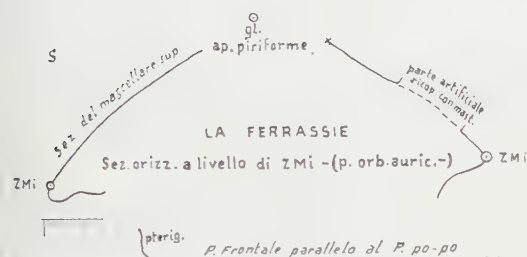 gl.
S
ap. piriforme.
Sez del mascellare sup
parte artificiale
ricop con mast.
LA FERRASSIE
Sez. orizz. a livello di ZMi - (p. orb. auric. -)
ZMi
ZMi
pterig.
P. Frontale parallelo al P. po-po